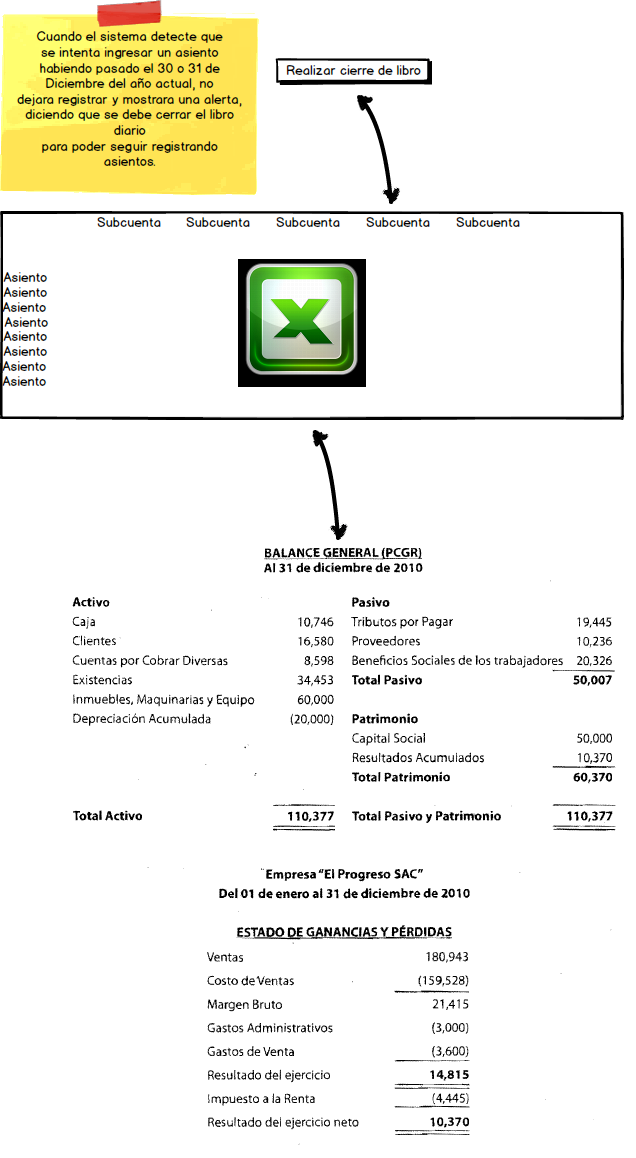 Cuando el sistema detecte que
se intenta ingresar un asiento
habiendo pasado el 30 o 31 de
Diciembre del año actual, no
dejara registrar y mostrara una alerta,
diciendo que se debe cerrar el libro
diario
para poder seguir registrando
asientos.
Realizar cierre de libro
Subcuenta Subcuenta Subcuenta Subcuenta Subcuenta
Asiento
Asiento
Asiento
Asiento
Asiento
Asiento
Asiento
Asiento
X
BALANCE GENERAL (PCGR)
Al 31 de diciembre de 2010
Activo Pasivo
Caja 10,746 Tributos por Pagar 19,445
Clientes 16,580 Proveedores 10,236
Cuentas por Cobrar Diversas 8,598 Beneficios Sociales de los trabajadores 20,326
Existencias 34,453 Total Pasivo 50,007
Inmuebles, Maquinarias y Equipo 60,000
Depreciación Acumulada (20,000) Patrimonio
Capital Social 50,000
Resultados Acumulados 10,370
Total Patrimonio 60,370
Total Activo 110,377 Total Pasivo y Patrimonio 110,377
Empresa "El Progreso SAC"
Del 01 de enero al 31 de diciembre de 2010
ESTADO DE GANANCIAS Y PÉRDIDAS
Ventas 180,943
Costo de Ventas (159,528)
Margen Bruto 21,415
Gastos Administrativos (3,000)
Gastos de Venta (3,600)
Resultado del ejercicio 14,815
Impuesto a la Renta (4,445)
Resultado del ejercicio neto 10,370